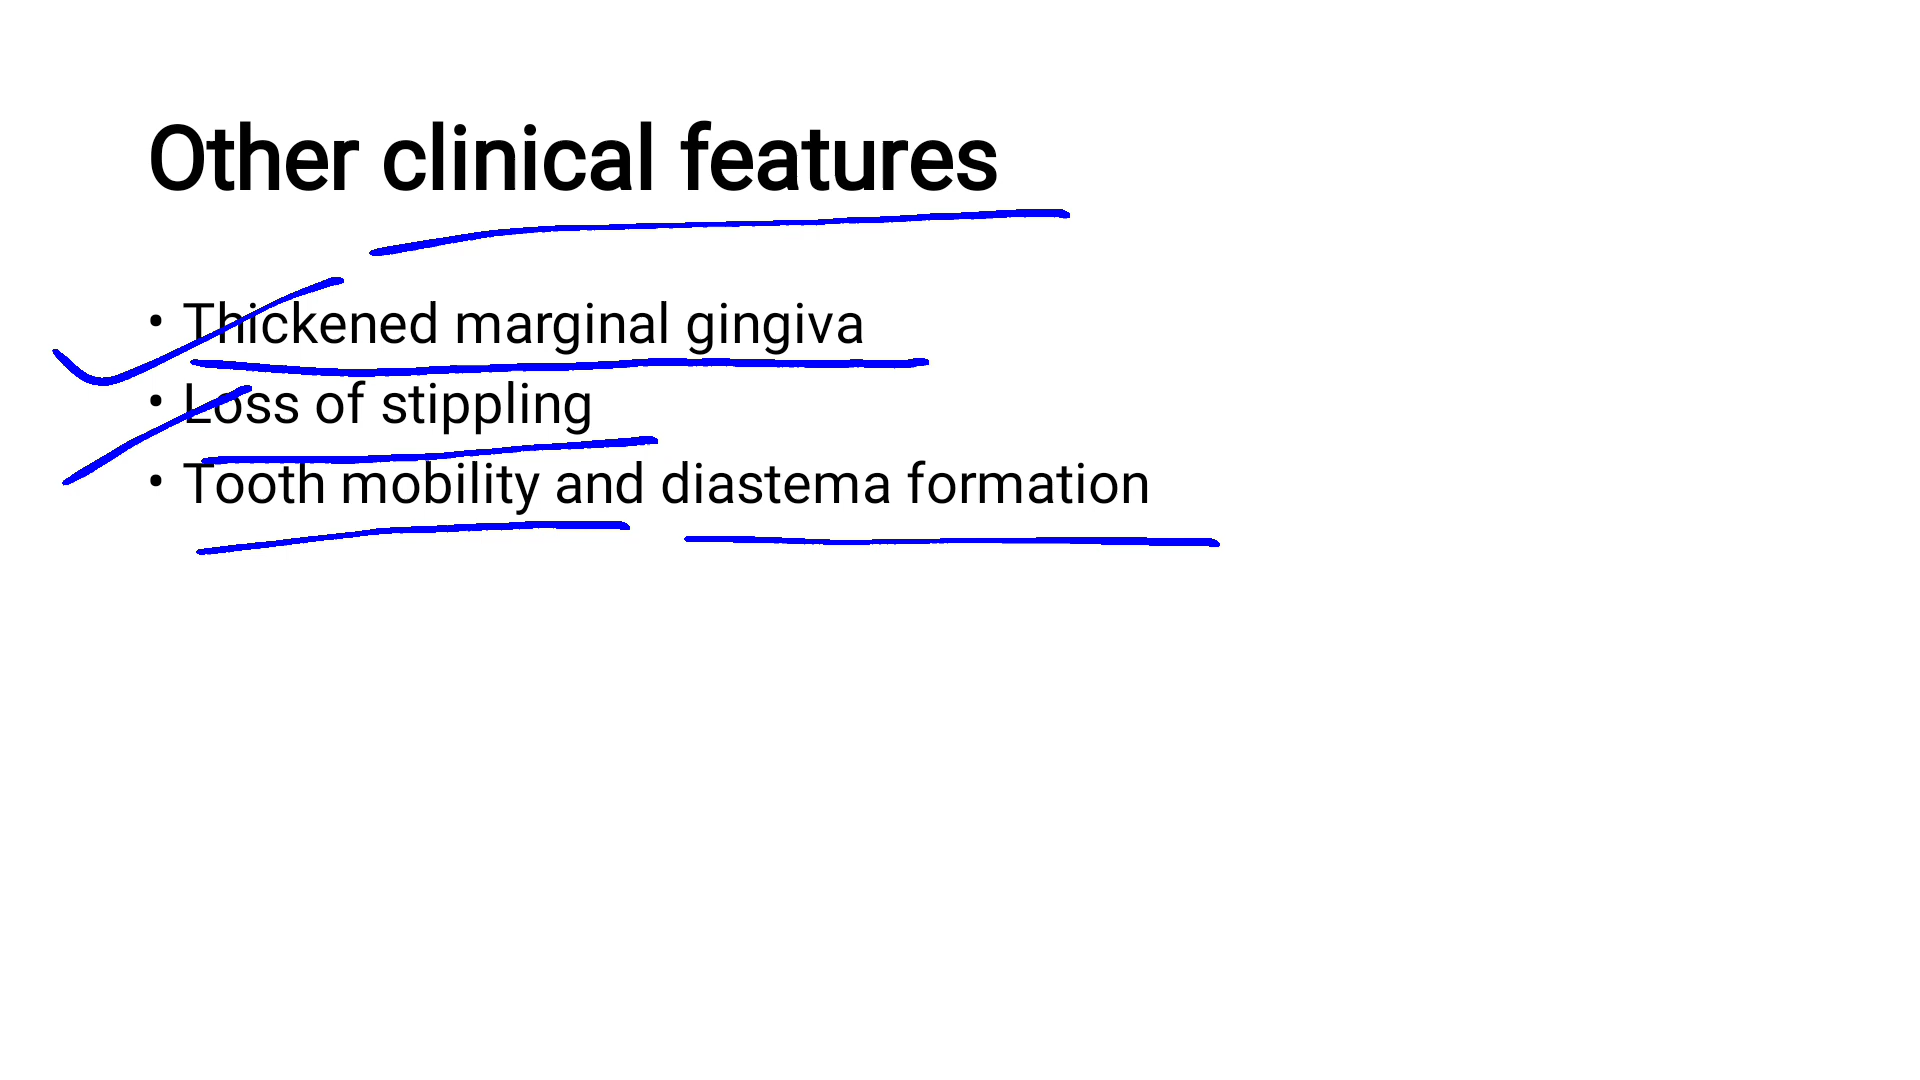 Other clinical features
• Thickened marginal gingiva
• Loss of stippling
• Tooth mobility and diastema formation